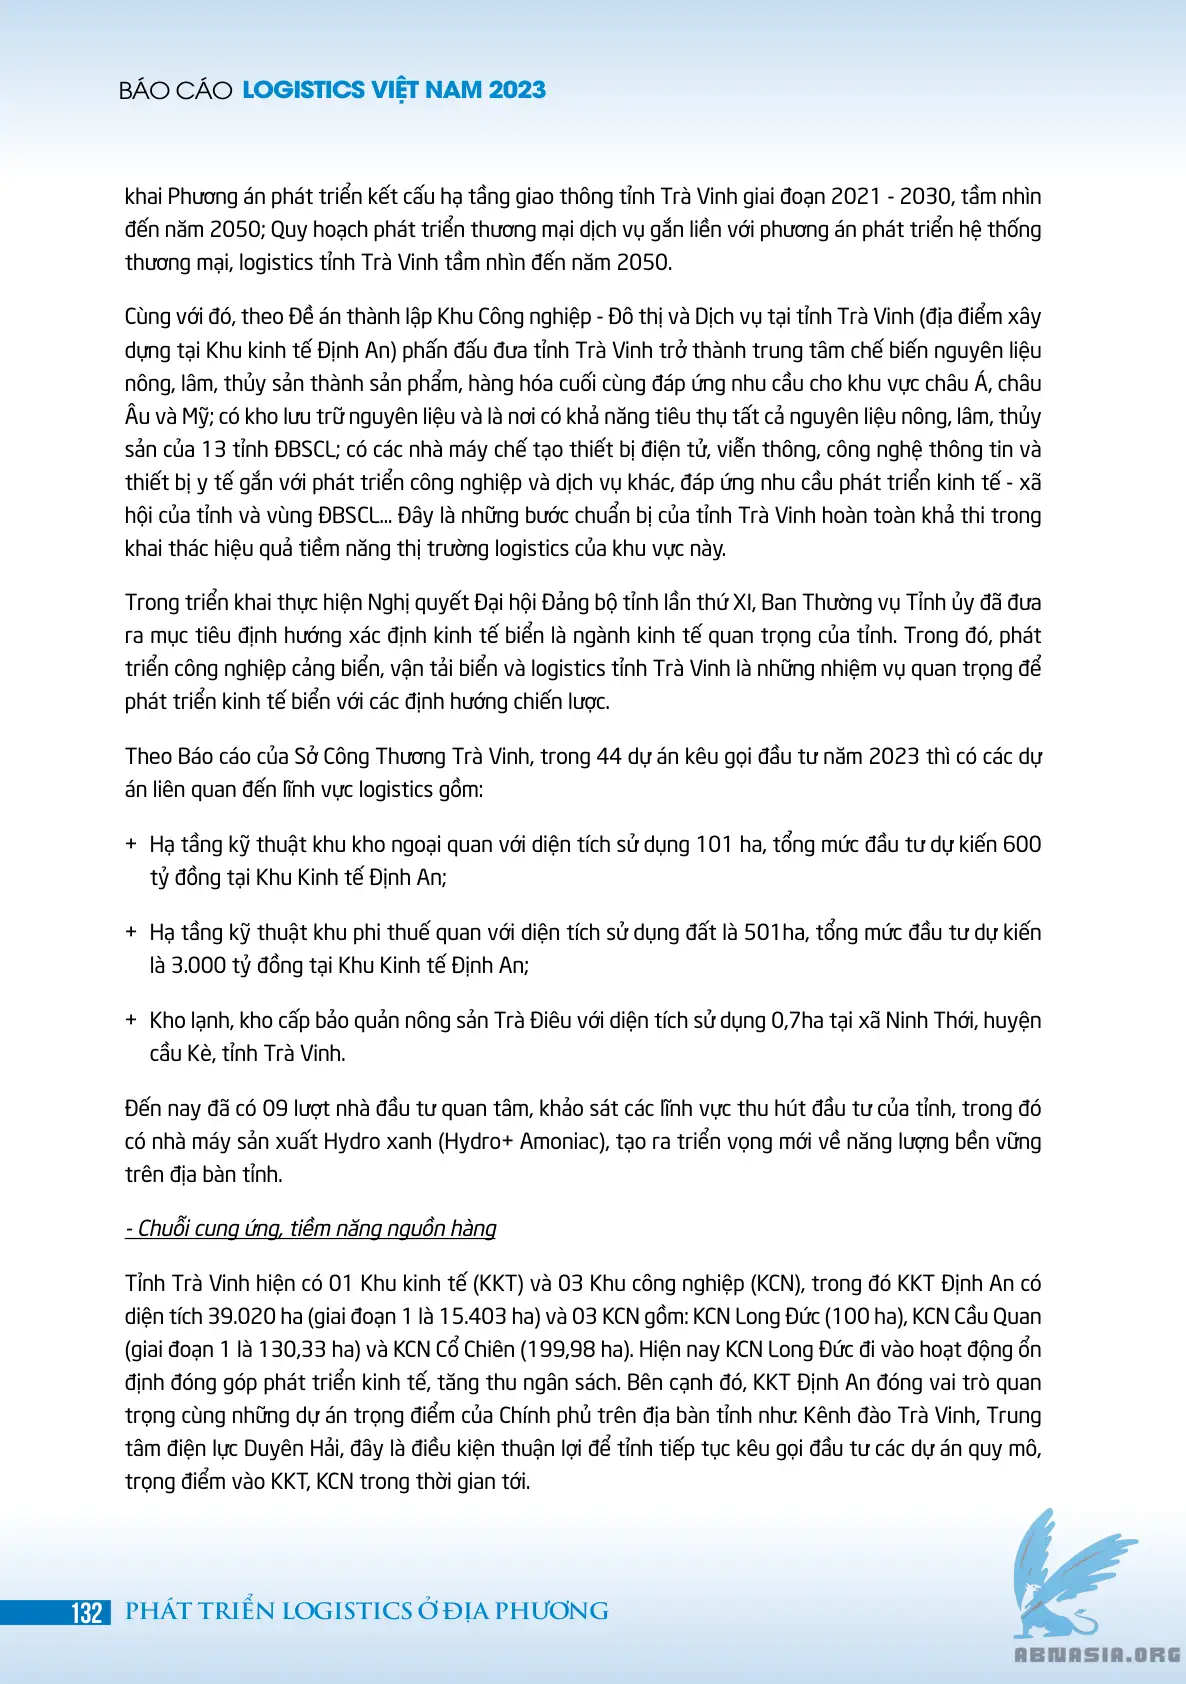 BÁO CÁO LOGISTICS VIỆT NAM 2023
khai Phương án phát triển kết cấu hạ tầng giao thông tỉnh Trà Vinh giai đoạn 2021 - 2030, tầm nhìn
đến năm 2050; Quy hoạch phát triển thương mại dịch vụ gắn liền với phương án phát triển hệ thống
thương mại, logistics tỉnh Trà Vinh tầm nhìn đến năm 2050.
Cùng với đó, theo Đề án thành lập Khu Công nghiệp - Đô thị và Dịch vụ tại tỉnh Trà Vinh (địa điểm xây
dựng tại Khu kinh tế Định An) phấn đấu đưa tỉnh Trà Vinh trở thành trung tâm chế biến nguyên liệu
nông, lâm, thủy sản thành sản phẩm, hàng hóa cuối cùng đáp ứng nhu cầu cho khu vực châu Á, châu
Âu và Mỹ; có kho lưu trữ nguyên liệu và là nơi có khả năng tiêu thụ tất cả nguyên liệu nông, lâm, thủy
sản của 13 tỉnh ĐBSCL; có các nhà máy chế tạo thiết bị điện tử, viễn thông, công nghệ thông tin và
thiết bị y tế gắn với phát triển công nghiệp và dịch vụ khác, đáp ứng nhu cầu phát triển kinh tế - xã
hội của tỉnh và vùng ĐBSCL... Đây là những bước chuẩn bị của tỉnh Trà Vinh hoàn toàn khả thi trong
khai thác hiệu quả tiềm năng thị trường logistics của khu vực này.
Trong triển khai thực hiện Nghị quyết Đại hội Đảng bộ tỉnh lần thứ XI, Ban Thường vụ Tỉnh ủy đã đưa
ra mục tiêu định hướng xác định kinh tế biển là ngành kinh tế quan trọng của tỉnh. Trong đó, phát
triển công nghiệp cảng biển, vận tải biển và logistics tỉnh Trà Vinh là những nhiệm vụ quan trọng để
phát triển kinh tế biển với các định hướng chiến lược.
Theo Báo cáo của Sở Công Thương Trà Vinh, trong 44 dự án kêu gọi đầu tư năm 2023 thì có các dự
án liên quan đến lĩnh vực logistics gồm:
+ Hạ tầng kỹ thuật khu kho ngoại quan với diện tích sử dụng 101 ha, tổng mức đầu tư dự kiến 600
tỷ đồng tại Khu Kinh tế Định An;
+ Hạ tầng kỹ thuật khu phi thuế quan với diện tích sử dụng đất là 501ha, tổng mức đầu tư dự kiến
là 3.000 tỷ đồng tại Khu Kinh tế Định An;
+ Kho lạnh, kho cấp bảo quản nông sản Trà Điêu với diện tích sử dụng 0,7ha tại xã Ninh Thới, huyện
cầu Kè, tỉnh Trà Vinh.
Đến nay đã có 09 lượt nhà đầu tư quan tâm, khảo sát các lĩnh vực thu hút đầu tư của tỉnh, trong đó
có nhà máy sản xuất Hydro xanh (Hydro+ Amoniac), tạo ra triển vọng mới về năng lượng bền vững
trên địa bàn tỉnh.
- Chuỗi cung ứng, tiềm năng nguồn hàng
Tỉnh Trà Vinh hiện có 01 Khu kinh tế (KKT) và 03 Khu công nghiệp (KCN), trong đó KKT Định An có
diện tích 39.020 ha (giai đoạn 1 là 15.403 ha) và 03 KCN gồm: KCN Long Đức (100 ha), KCN Cầu Quan
(giai đoạn 1 là 130,33 ha) và KCN Cổ Chiên (199,98 ha). Hiện nay KCN Long Đức đi vào hoạt động ổn
định đóng góp phát triển kinh tế, tăng thu ngân sách. Bên cạnh đó, KKT Định An đóng vai trò quan
trọng cùng những dự án trọng điểm của Chính phủ trên địa bàn tỉnh như: Kênh đào Trà Vinh, Trung
tâm điện lực Duyên Hải, đây là điều kiện thuận lợi để tỉnh tiếp tục kêu gọi đầu tư các dự án quy mô,
trọng điểm vào KKT, KCN trong thời gian tới.
132 PHÁT TRIỂN LOGISTICS Ở ĐỊA PHƯƠNG
ABNASIA.ORG